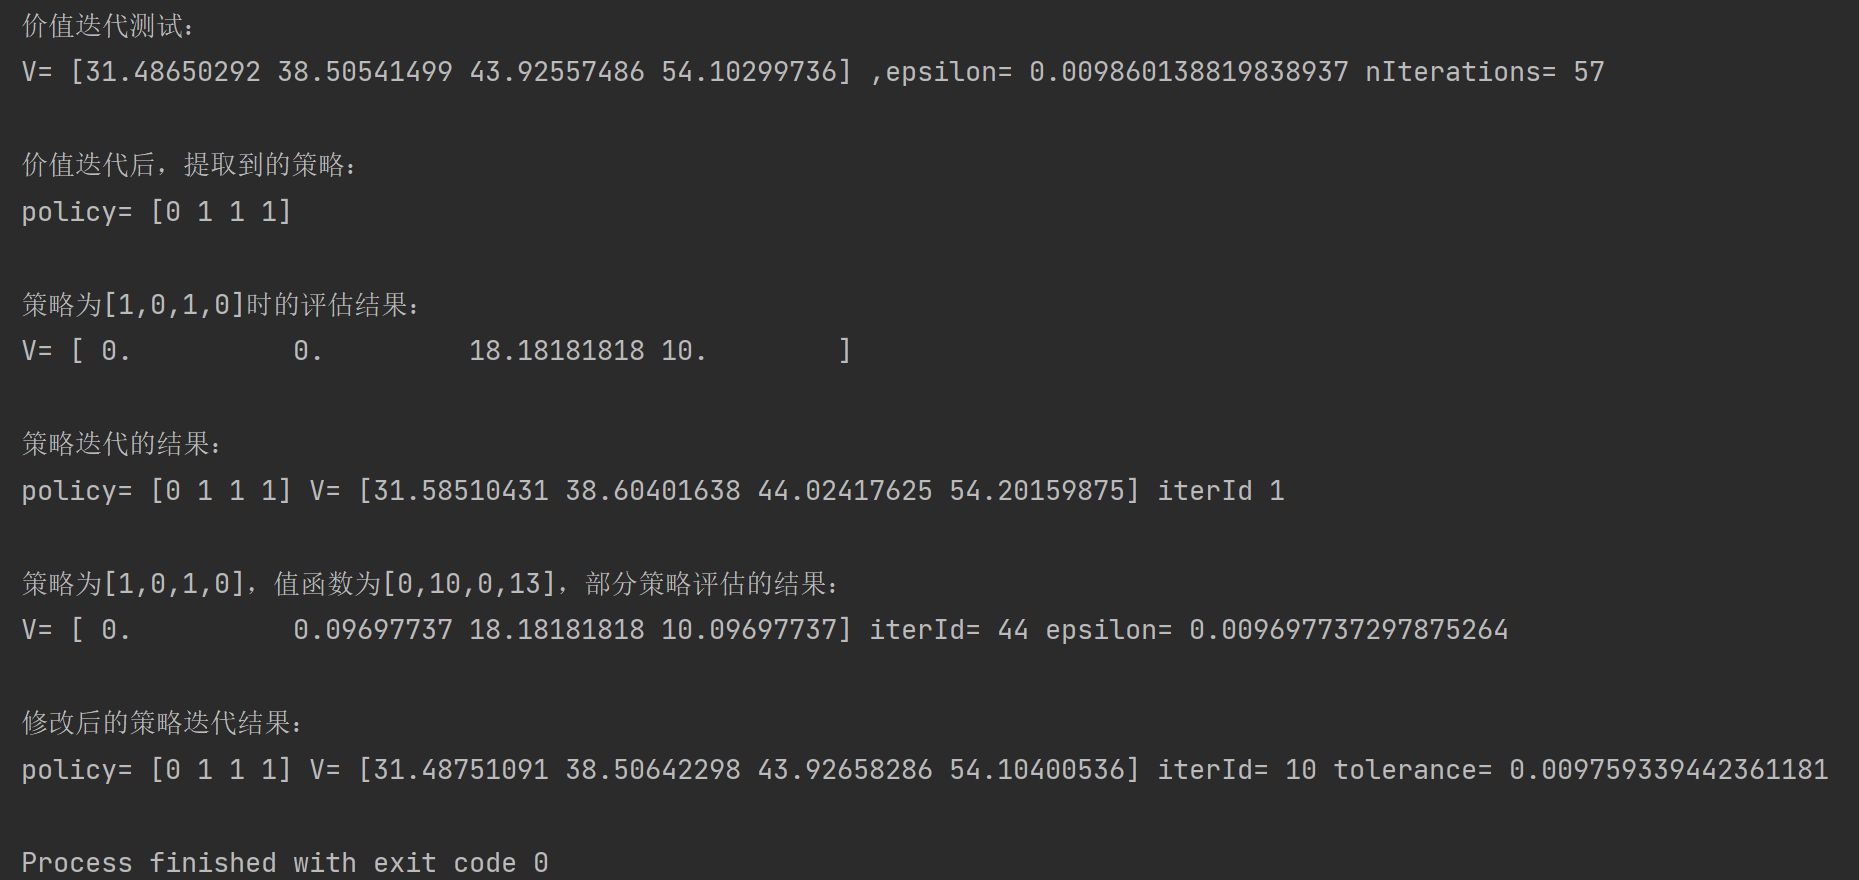 价值迭代测试：
V= [31.48650292 38.50541499 43.92557486 54.10299736] ,epsilon= 0.009860138819838937 nIterations= 57
价值迭代后，提取到的策略：
policy= [0 1 1 1]
策略为[1,0,1,0]时的评估结果：
V= [ 0.          0.         18.18181818 10.        ]
策略迭代的结果：
policy= [0 1 1 1] V= [31.58510431 38.60401638 44.02417625 54.20159875] iterId 1
策略为[1,0,1,0]，值函数为[0,10,0,13]，部分策略评估的结果：
V= [ 0.          0.09697737 18.18181818 10.09697737] iterId= 44 epsilon= 0.009697737297875264
修改后的策略迭代结果：
policy= [0 1 1 1] V= [31.48751091 38.50642298 43.92658286 54.10400536] iterId= 10 tolerance= 0.009759339442361181
Process finished with exit code 0